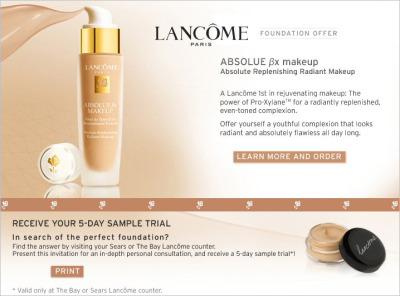 LANCÔME
PARIS
FOUNDATION OFFER
ABSOLUE βx makeup
Absolute Replenishing Radiant Makeup
A Lancôme 1st in rejuvenating makeup: The
power of Pro-Xylane™ for a radiantly replenished,
even-toned complexion.
Offer yourself a youthful complexion that looks
radiant and absolutely flawless all day long.
LEARN MORE AND ORDER
LANCÔME
ABSOLUE βx
MAKEUP
RECEIVE YOUR 5-DAY SAMPLE TRIAL
In search of the perfect foundation?
Find the answer by visiting your Sears or The Bay Lancôme counter.
Present this invitation for an in-depth personal consultation, and receive a 5-day sample trial*!
PRINT
Lancôme
* Valid only at The Bay or Sears Lancôme counter.